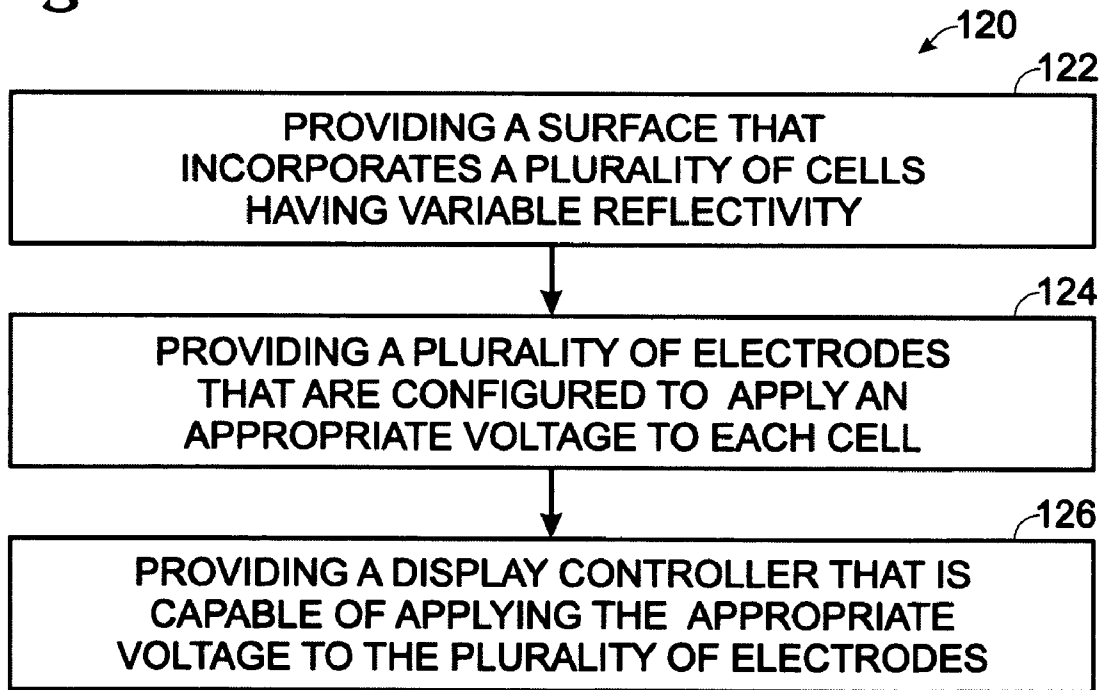 120
122
PROVIDING A SURFACE THAT
INCORPORATES A PLURALITY OF CELLS
HAVING VARIABLE REFLECTIVITY
124
PROVIDING A PLURALITY OF ELECTRODES
THAT ARE CONFIGURED TO APPLY AN
APPROPRIATE VOLTAGE TO EACH CELL
126
PROVIDING A DISPLAY CONTROLLER THAT IS
CAPABLE OF APPLYING THE APPROPRIATE
VOLTAGE TO THE PLURALITY OF ELECTRODES